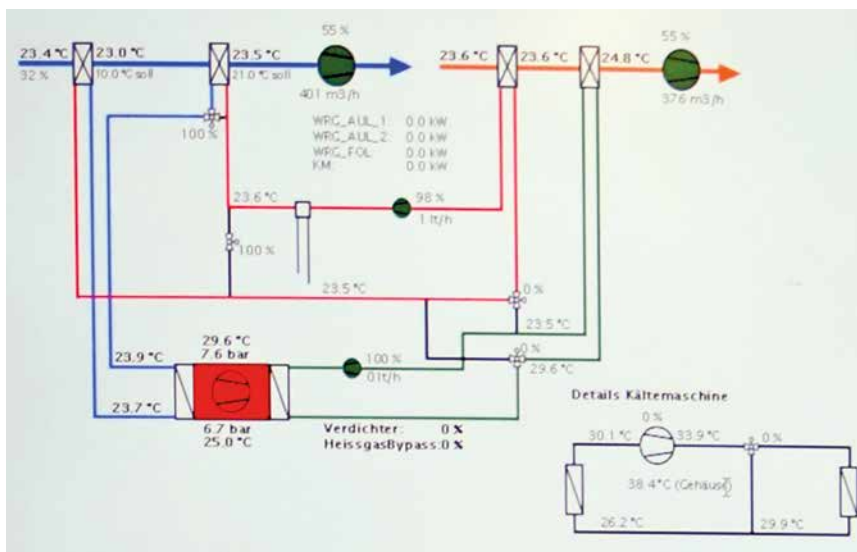 55 %
55 %
23.4 °C
23.0 °C
23.5 °C
23.6 °C
23.6 °C
24.8 °C
32 %
10.0 °C soll
21.0 °C soll
401 m3/h
376 m3/h
100 %
WRG_AUL_1: 0.0 kW
WRG_AUL_2: 0.0 kW
WRG_FOL: 0.0 kW
KM: 0.0 kW
23.6 °C
98 %
1 lt/h
100 %
23.5 °C
0 %
23.5 °C
29.6 °C
7.6 bar
23.9 °C
100 %
0 lt/h
0 %
29.6 °C
23.7 °C
6.7 bar
25.0 °C
Verdichter: 0 %
HeissgasBypass: 0 %
Details Kältemaschine
0 %
30.1 °C
33.9 °C
0 %
38.4°C (Gehäuse)
26.2 °C
29.9 °C